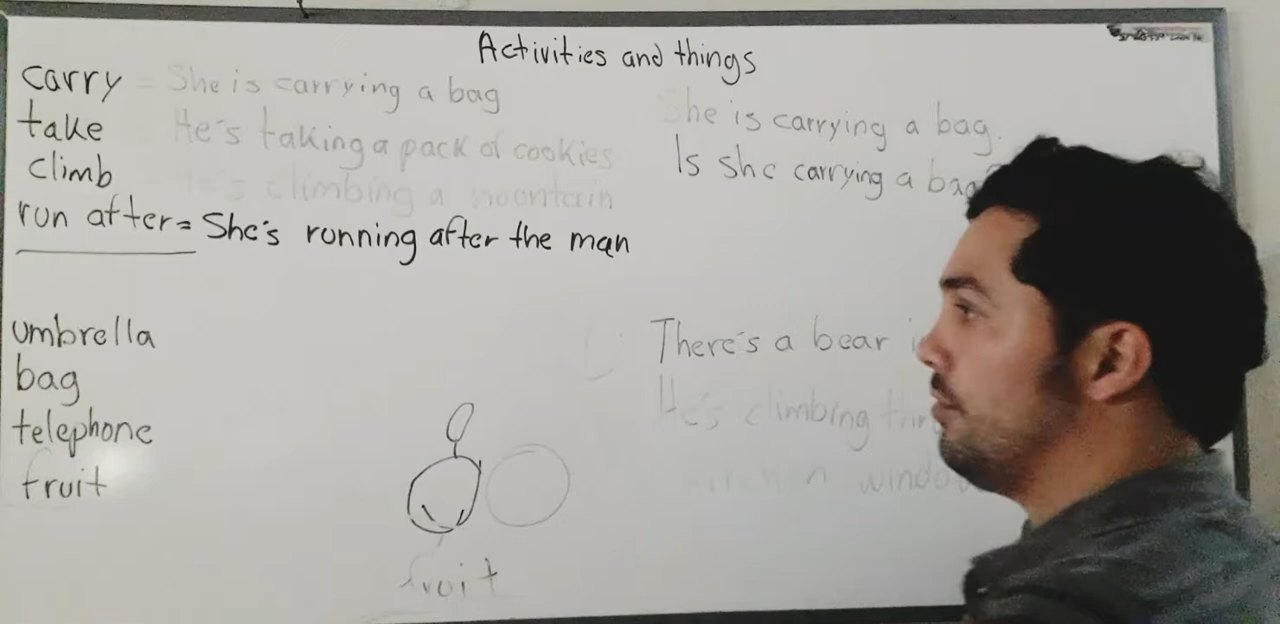 Activities and things
carry = She is carrying a bag
take He's taking a pack of cookies
climb He's climbing a mountain
run after = She's running after the man
umbrella
bag
telephone
fruit
She is carrying a bag.
Is she carrying a bag
There's a bear
He's climbing
window
fruit